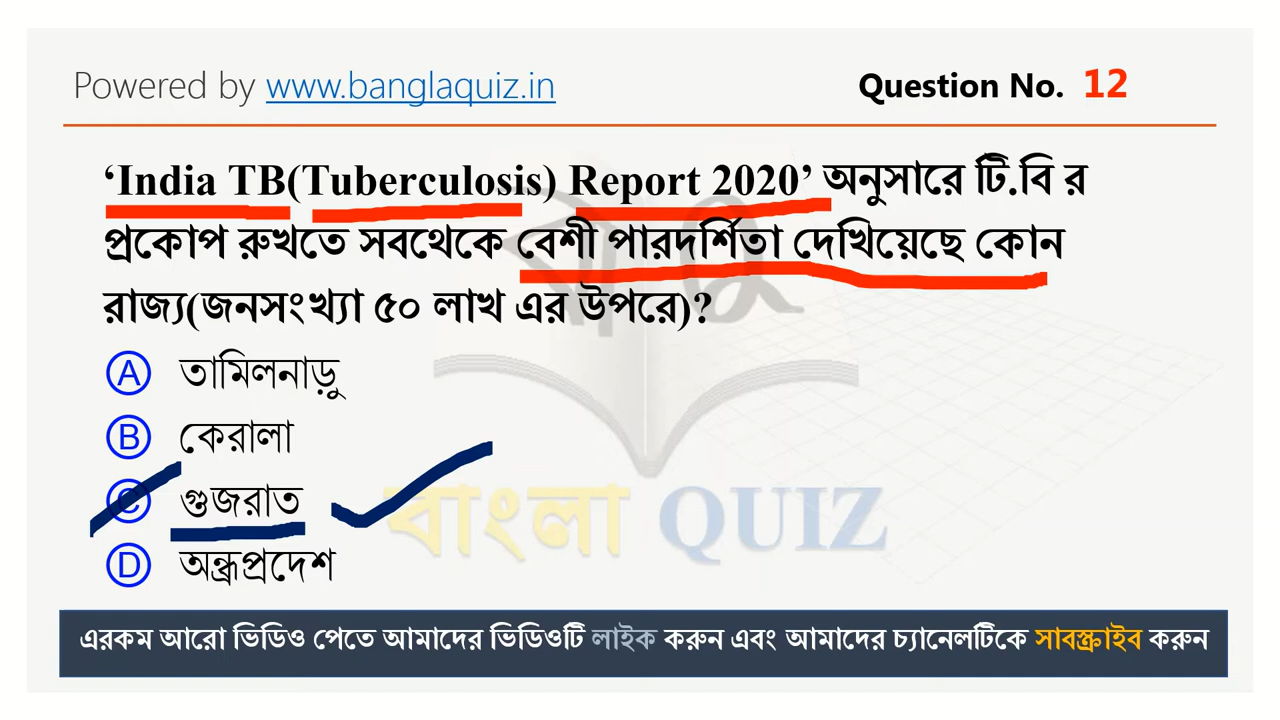 Powered by www.banglaquiz.in
Question No. 12
‘India TB(Tuberculosis) Report 2020’ অনুসারে টি.বি র
প্রকোপ রুখতে সবথেকে বেশী পারদর্শিতা দেখিয়েছে কোন
রাজ্য(জনসংখ্যা ৫০ লাখ এর উপরে)?
A তামিলনাড়ু
B কেরালা
C গুজরাত
D অন্ধ্রপ্রদেশ
বাংলা QUIZ
এরকম আরো ভিডিও পেতে আমাদের ভিডিওটি লাইক করুন এবং আমাদের চ্যানেলটিকে সাবস্ক্রাইব করুন